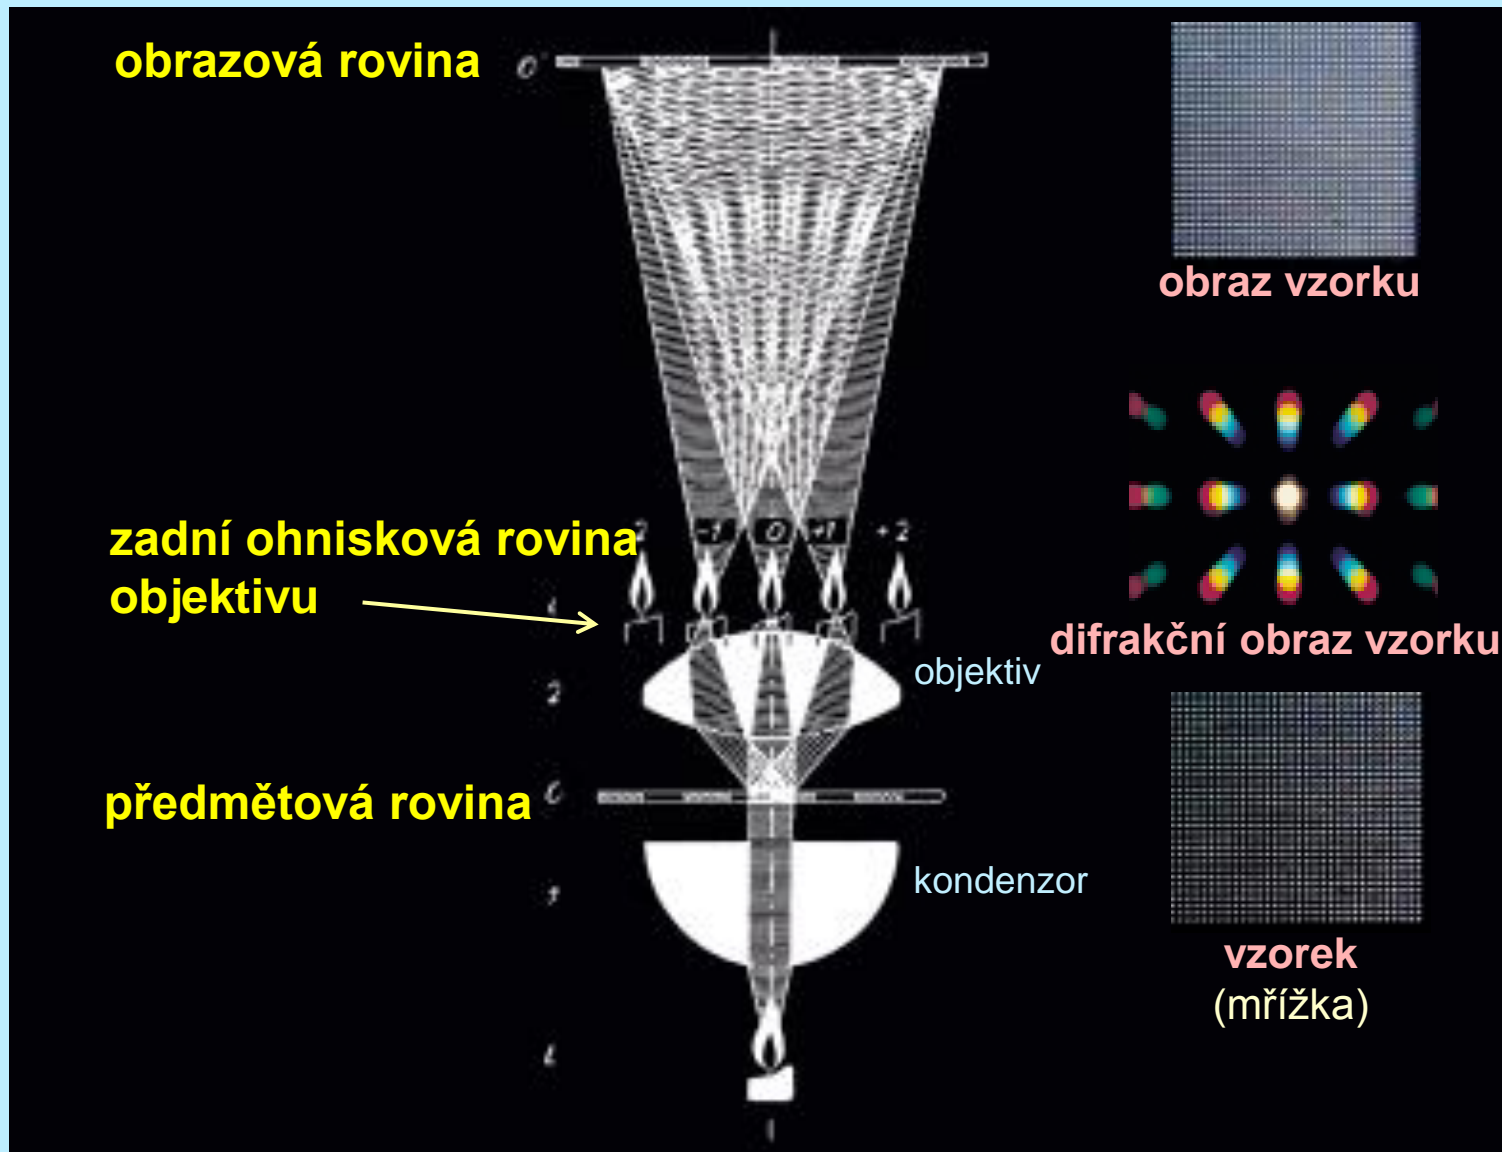 obrazová rovina
O'
obraz vzorku
-1 0 +1 +2
zadní ohnisková rovina
objektivu
difrakční obraz vzorku
objektiv
2
předmětová rovina
kondenzor
vzorek
(mřížka)